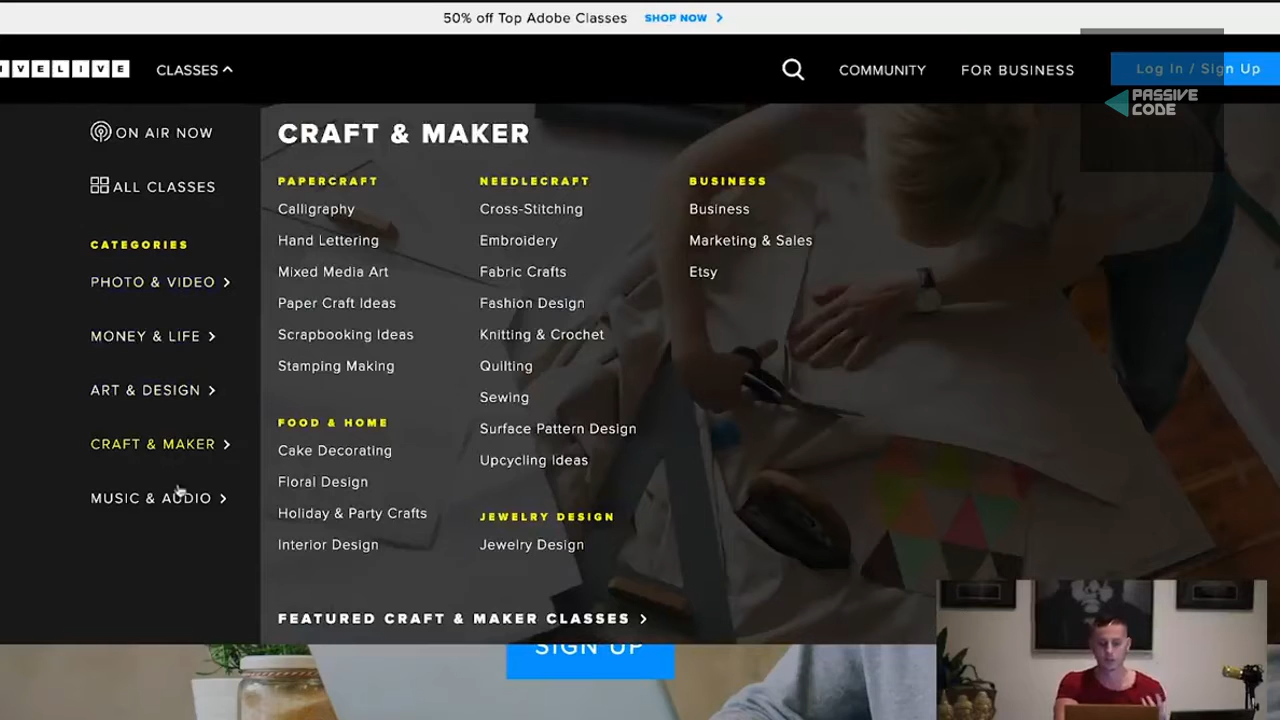 50% off Top Adobe Classes SHOP NOW >
IVELIVE CLASSES COMMUNITY FOR BUSINESS Log In / Sign Up
PASSIVE
CODE
ON AIR NOW
ALL CLASSES
CATEGORIES
PHOTO & VIDEO >
MONEY & LIFE >
ART & DESIGN >
CRAFT & MAKER >
MUSIC & AUDIO >
CRAFT & MAKER
PAPERCRAFT
Calligraphy
Hand Lettering
Mixed Media Art
Paper Craft Ideas
Scrapbooking Ideas
Stamping Making
FOOD & HOME
Cake Decorating
Floral Design
Holiday & Party Crafts
Interior Design
NEEDLECRAFT
Cross-Stitching
Embroidery
Fabric Crafts
Fashion Design
Knitting & Crochet
Quilting
Sewing
Surface Pattern Design
Upcycling Ideas
JEWELRY DESIGN
Jewelry Design
BUSINESS
Business
Marketing & Sales
Etsy
FEATURED CRAFT & MAKER CLASSES >
SIGN UP